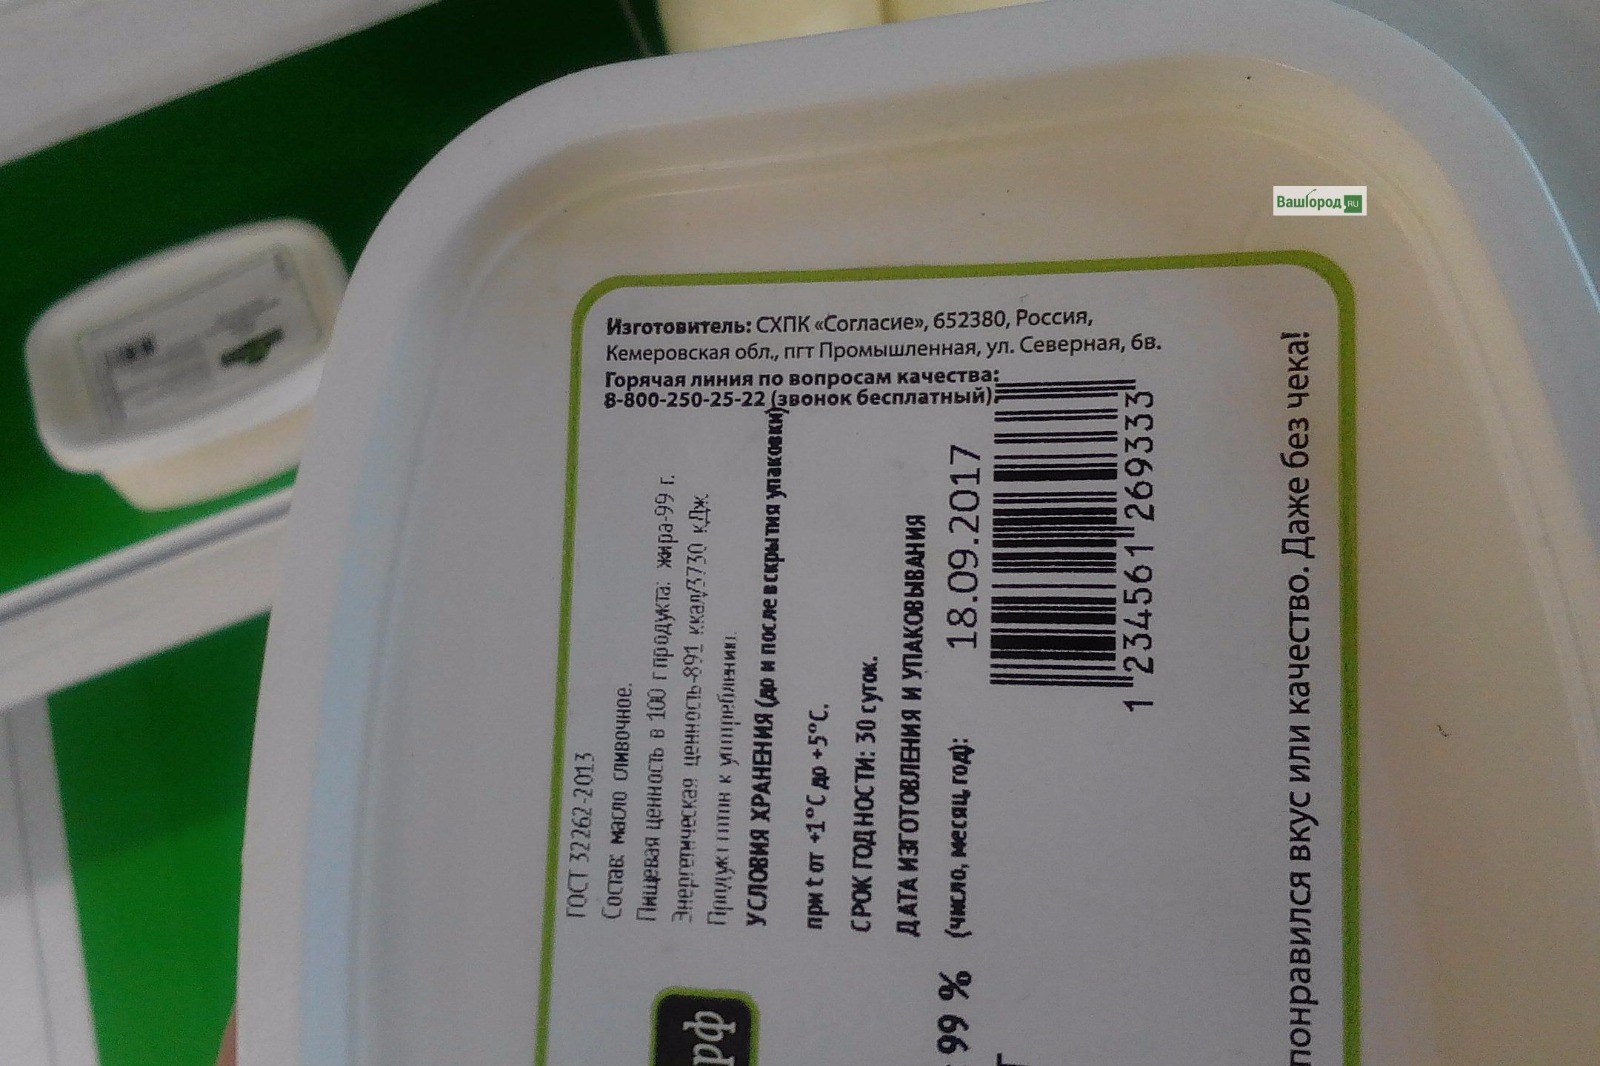 ВашГород.RU
Изготовитель: СХПК «Согласие», 652380, Россия,
Кемеровская обл., пгт Промышленная, ул. Северная, 6в.
Горячая линия по вопросам качества:
8-800-250-25-22 (звонок бесплатный).
ГОСТ 32262-2013
Состав: масло сливочное.
Пищевая ценность в 100 г продукта: жира-99 г.
Энергетическая ценность-891 ккал/3730 кДж
Продукт готов к употреблению.
УСЛОВИЯ ХРАНЕНИЯ (до и после вскрытия упаковки)
при t от +1°С до +5°С.
СРОК ГОДНОСТИ: 30 суток.
ДАТА ИЗГОТОВЛЕНИЯ И УПАКОВЫВАНИЯ
(число, месяц, год): 18.09.2017
1 234561 269333
99 %
понравился вкус или качество. Даже без чека!